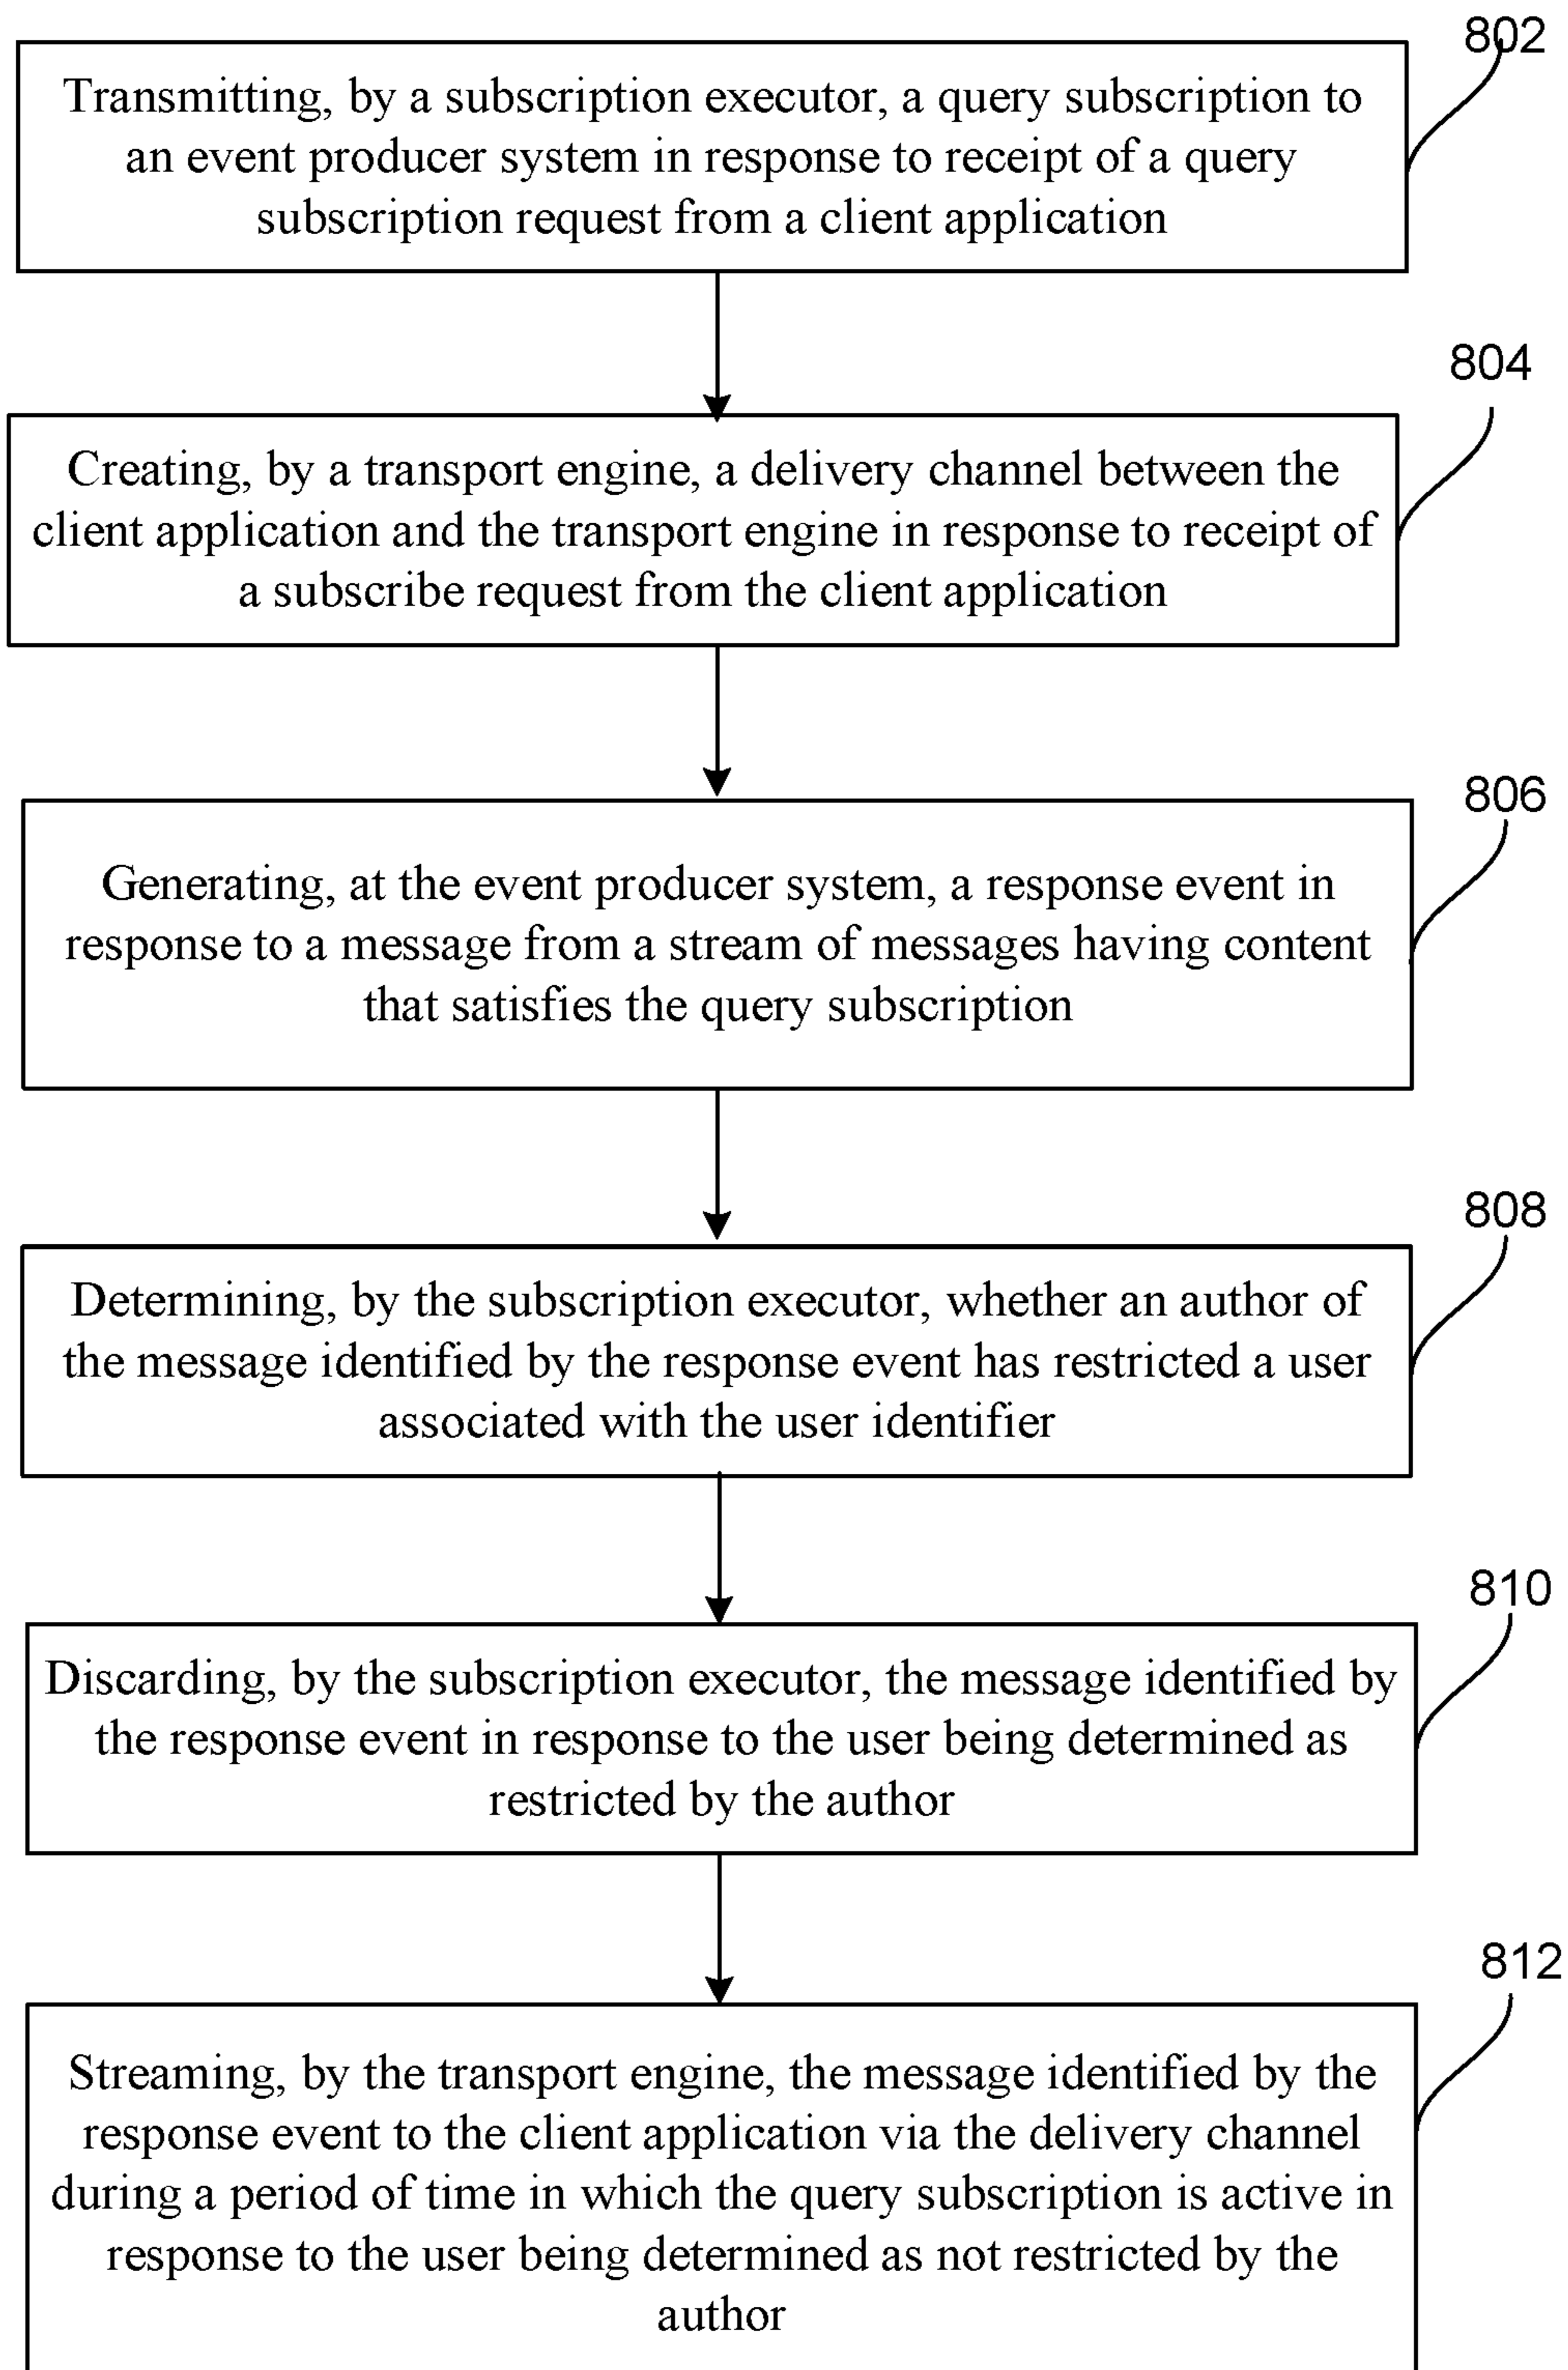 802
Transmitting, by a subscription executor, a query subscription to
an event producer system in response to receipt of a query
subscription request from a client application
804
Creating, by a transport engine, a delivery channel between the
client application and the transport engine in response to receipt of
a subscribe request from the client application
806
Generating, at the event producer system, a response event in
response to a message from a stream of messages having content
that satisfies the query subscription
808
Determining, by the subscription executor, whether an author of
the message identified by the response event has restricted a user
associated with the user identifier
810
Discarding, by the subscription executor, the message identified by
the response event in response to the user being determined as
restricted by the author
812
Streaming, by the transport engine, the message identified by the
response event to the client application via the delivery channel
during a period of time in which the query subscription is active in
response to the user being determined as not restricted by the
author